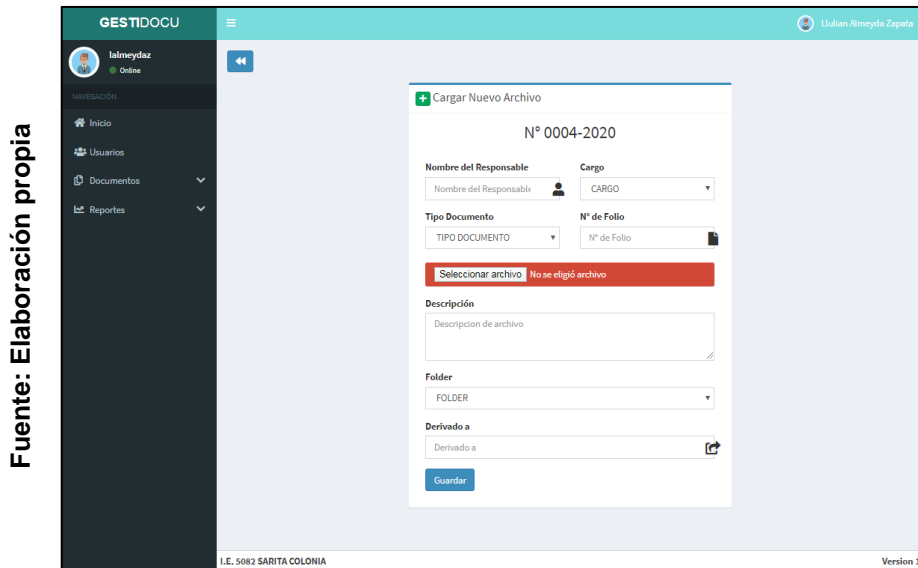 Fuente: Elaboración propia
GESTIDOCU
Llulian Almeyda Zapata
lalmeydaz
Online
NAVEGACIÓN
Inicio
Usuarios
Documentos
Reportes
Cargar Nuevo Archivo
N° 0004-2020
Nombre del Responsable Cargo
Nombre del Responsable CARGO
Tipo Documento N° de Folio
TIPO DOCUMENTO N° de Folio
Seleccionar archivo No se eligió archivo
Descripción
Descripcion de archivo
Folder
FOLDER
Derivado a
Derivado a
Guardar
I.E. 5082 SARITA COLONIA Version 1